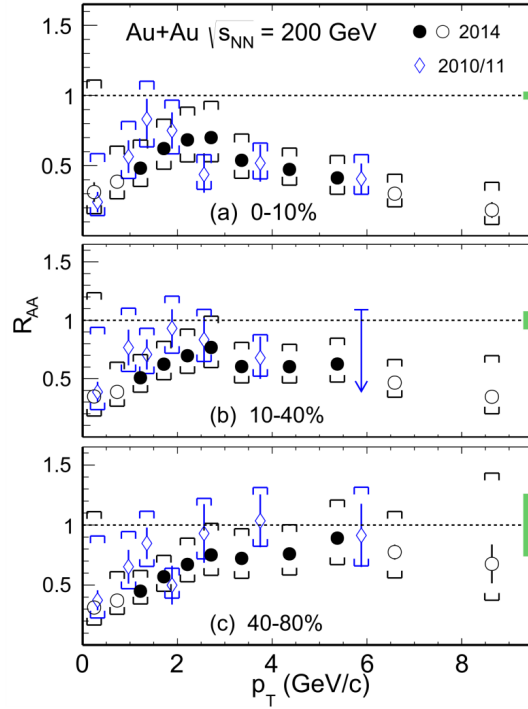 Au+Au √sNN = 200 GeV
2014
2010/11
1.5
1
0.5
(a) 0-10%
1.5
1
0.5
(b) 10-40%
RAA
1.5
1
0.5
(c) 40-80%
0 2 4 6 8
pT (GeV/c)